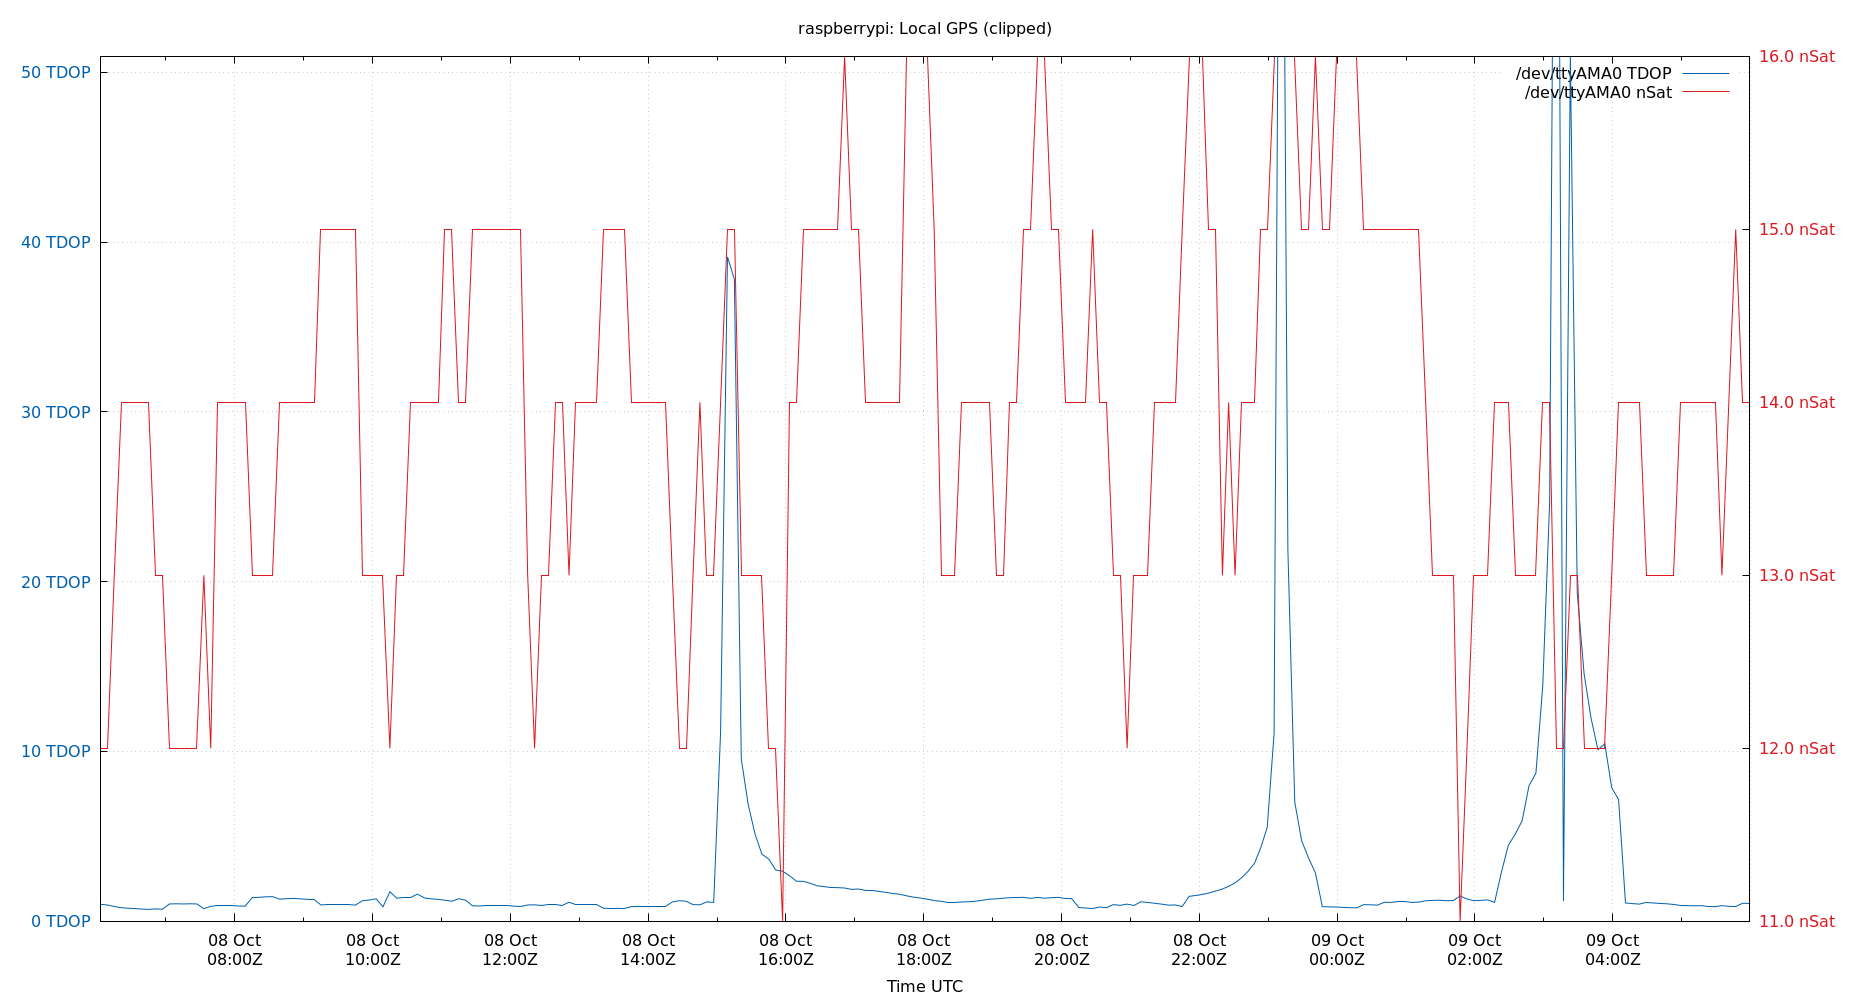 raspberrypi: Local GPS (clipped)
50 TDOP
40 TDOP
30 TDOP
20 TDOP
10 TDOP
0 TDOP
/dev/ttyAMA0 TDOP
/dev/ttyAMA0 nSat
16.0 nSat
15.0 nSat
14.0 nSat
13.0 nSat
12.0 nSat
11.0 nSat
08 Oct
08:00Z
08 Oct
10:00Z
08 Oct
12:00Z
08 Oct
14:00Z
08 Oct
16:00Z
08 Oct
18:00Z
08 Oct
20:00Z
08 Oct
22:00Z
09 Oct
00:00Z
09 Oct
02:00Z
09 Oct
04:00Z
Time UTC